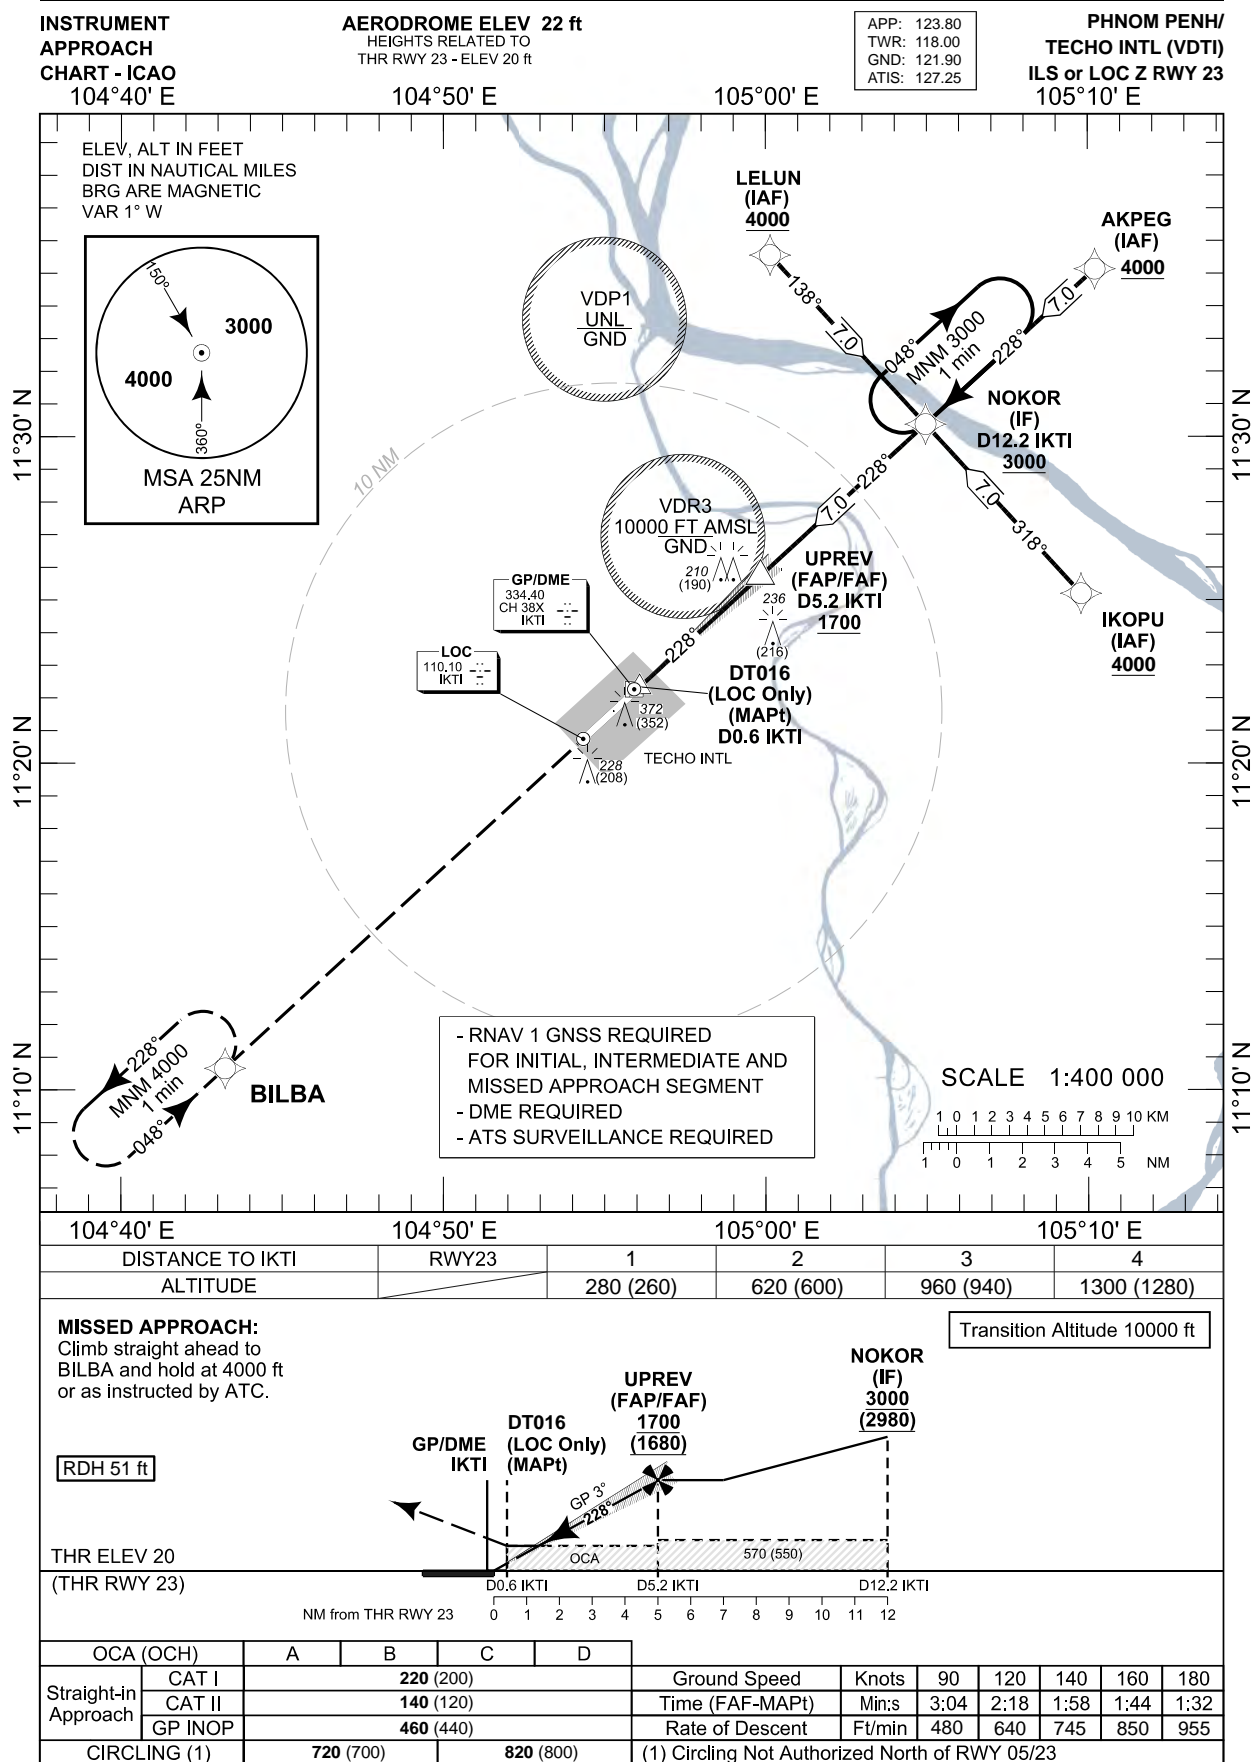 INSTRUMENT
APPROACH
CHART - ICAO
AERODROME ELEV 22 ft
HEIGHTS RELATED TO
THR RWY 23 - ELEV 20 ft
APP: 123.80
TWR: 118.00
GND: 121.90
ATIS: 127.25
PHNOM PENH/
TECHO INTL (VDTI)
ILS or LOC Z RWY 23
104°40' E 104°50' E 105°00' E 105°10' E
ELEV, ALT IN FEET
DIST IN NAUTICAL MILES
BRG ARE MAGNETIC
VAR 1° W
150°
3000
4000
360°
MSA 25NM
ARP
VDP1
UNL
GND
LELUN
(IAF)
4000
AKPEG
(IAF)
4000
138°
7.0
7.0
228°
048°
MNM 3000
1 min
NOKOR
(IF)
D12.2 IKTI
3000
11°30' N
11°30' N
10 NM
228°
7.0
7.0
318°
IKOPU
(IAF)
4000
VDR3
10000 FT AMSL
GND
210
(190)
UPREV
(FAP/FAF)
D5.2 IKTI
1700
236
(216)
GP/DME
334.40
CH 38X
IKTI
LOC
110.10
IKTI
228°
DT016
(LOC Only)
(MAPt)
D0.6 IKTI
372
(352)
228
(208)
TECHO INTL
11°20' N
11°20' N
228°
MNM 4000
1 min
048°
BILBA
11°10' N
11°10' N
- RNAV 1 GNSS REQUIRED
FOR INITIAL, INTERMEDIATE AND
MISSED APPROACH SEGMENT
- DME REQUIRED
- ATS SURVEILLANCE REQUIRED
SCALE 1:400 000
1 0 1 2 3 4 5 6 7 8 9 10 KM
1 0 1 2 3 4 5 NM
104°40' E 104°50' E 105°00' E 105°10' E
DISTANCE TO IKTI RWY23 1 2 3 4
ALTITUDE 280 (260) 620 (600) 960 (940) 1300 (1280)
MISSED APPROACH:
Climb straight ahead to
BILBA and hold at 4000 ft
or as instructed by ATC.
Transition Altitude 10000 ft
RDH 51 ft
GP/DME
IKTI
DT016
(LOC Only)
(MAPt)
UPREV
(FAP/FAF)
1700
(1680)
NOKOR
(IF)
3000
(2980)
GP 3°
228°
OCA
570 (550)
THR ELEV 20
(THR RWY 23)
D0.6 IKTI D5.2 IKTI D12.2 IKTI
NM from THR RWY 23 0 1 2 3 4 5 6 7 8 9 10 11 12
OCA (OCH) A B C D
Straight-in
Approach
CAT I 220 (200)
CAT II 140 (120)
GP INOP 460 (440)
CIRCLING (1) 720 (700) 820 (800)
Ground Speed Knots 90 120 140 160 180
Time (FAF-MAPt) Min:s 3:04 2:18 1:58 1:44 1:32
Rate of Descent Ft/min 480 640 745 850 955
(1) Circling Not Authorized North of RWY 05/23